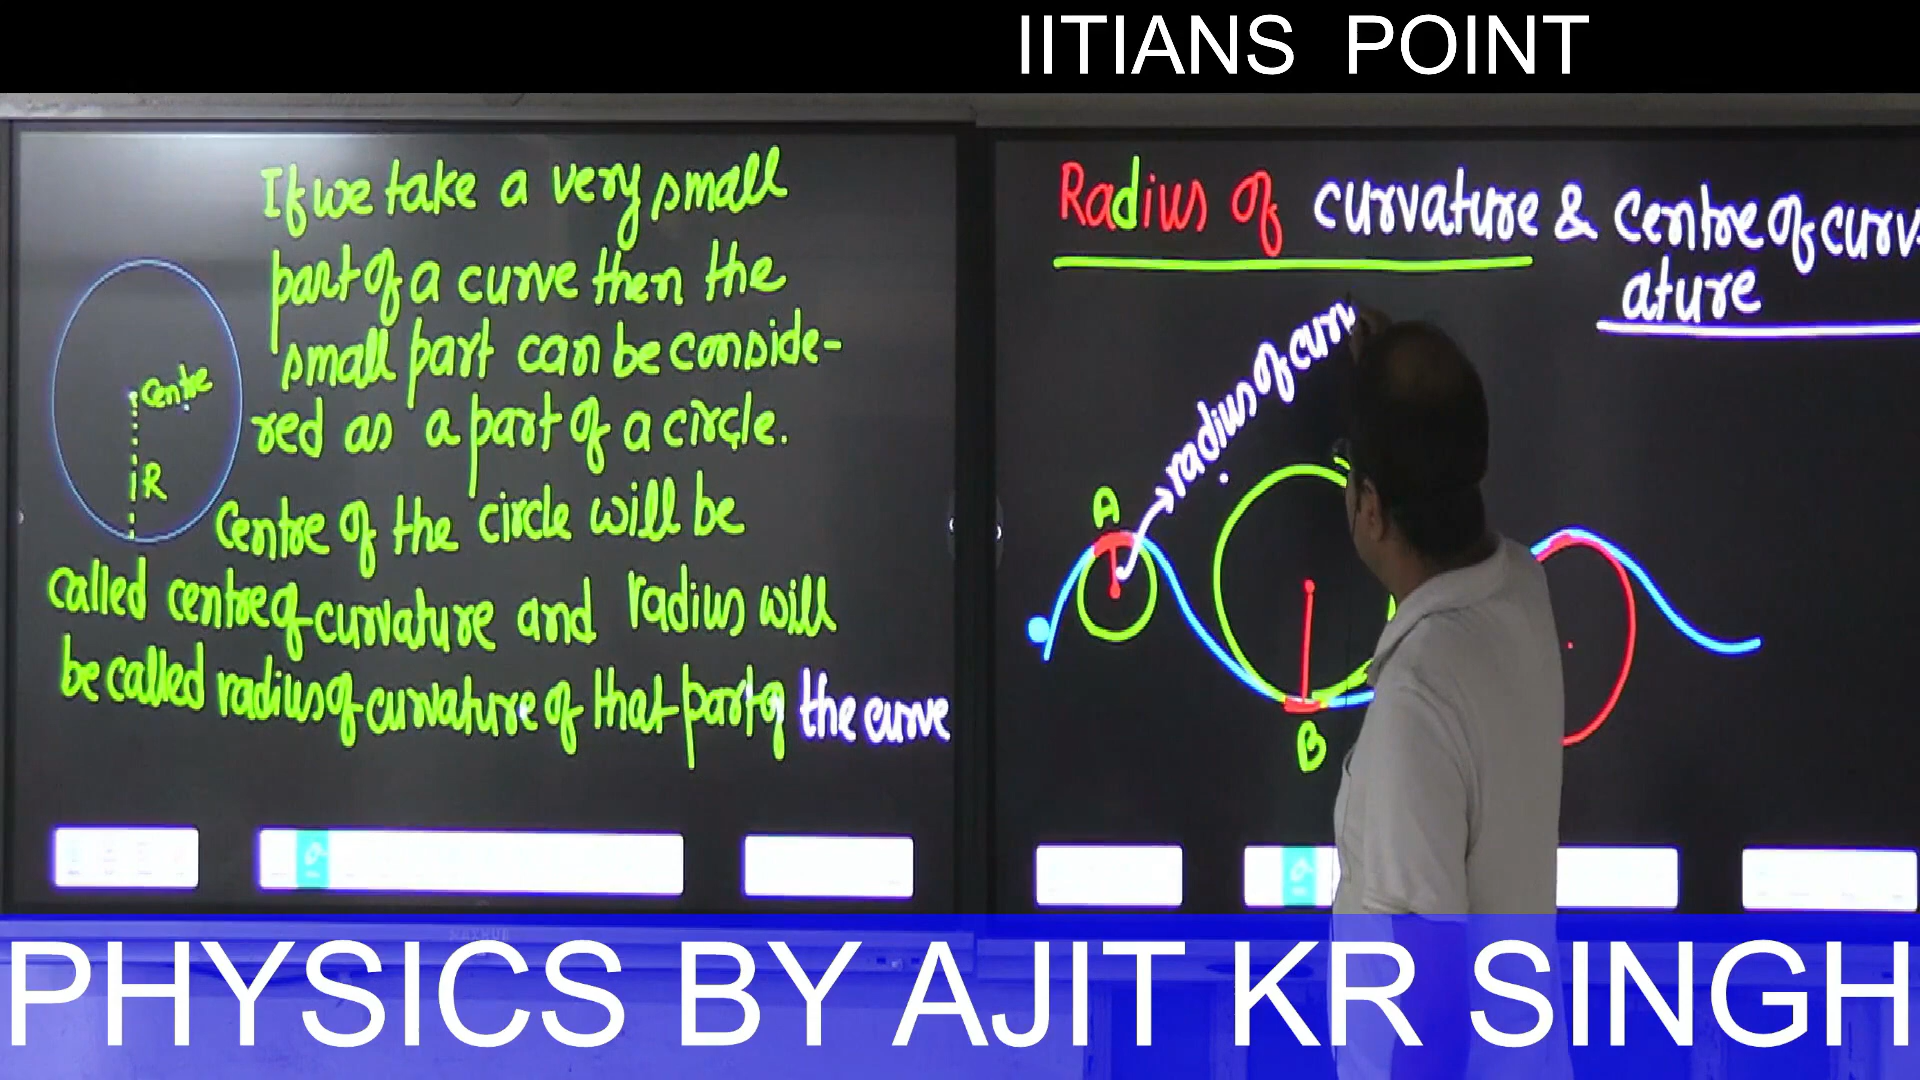 IITIANS POINT
If we take a very small
part of a curve then the
small part can be conside-
red as a part of a circle.
Centre of the circle will be
called centre of curvature and radius will
be called radius of curvature of that part of the curve
Centre
R
Radius of curvature & Centre of curv-
ature
radius of curv
A
B
PHYSICS BY AJIT KR SINGH